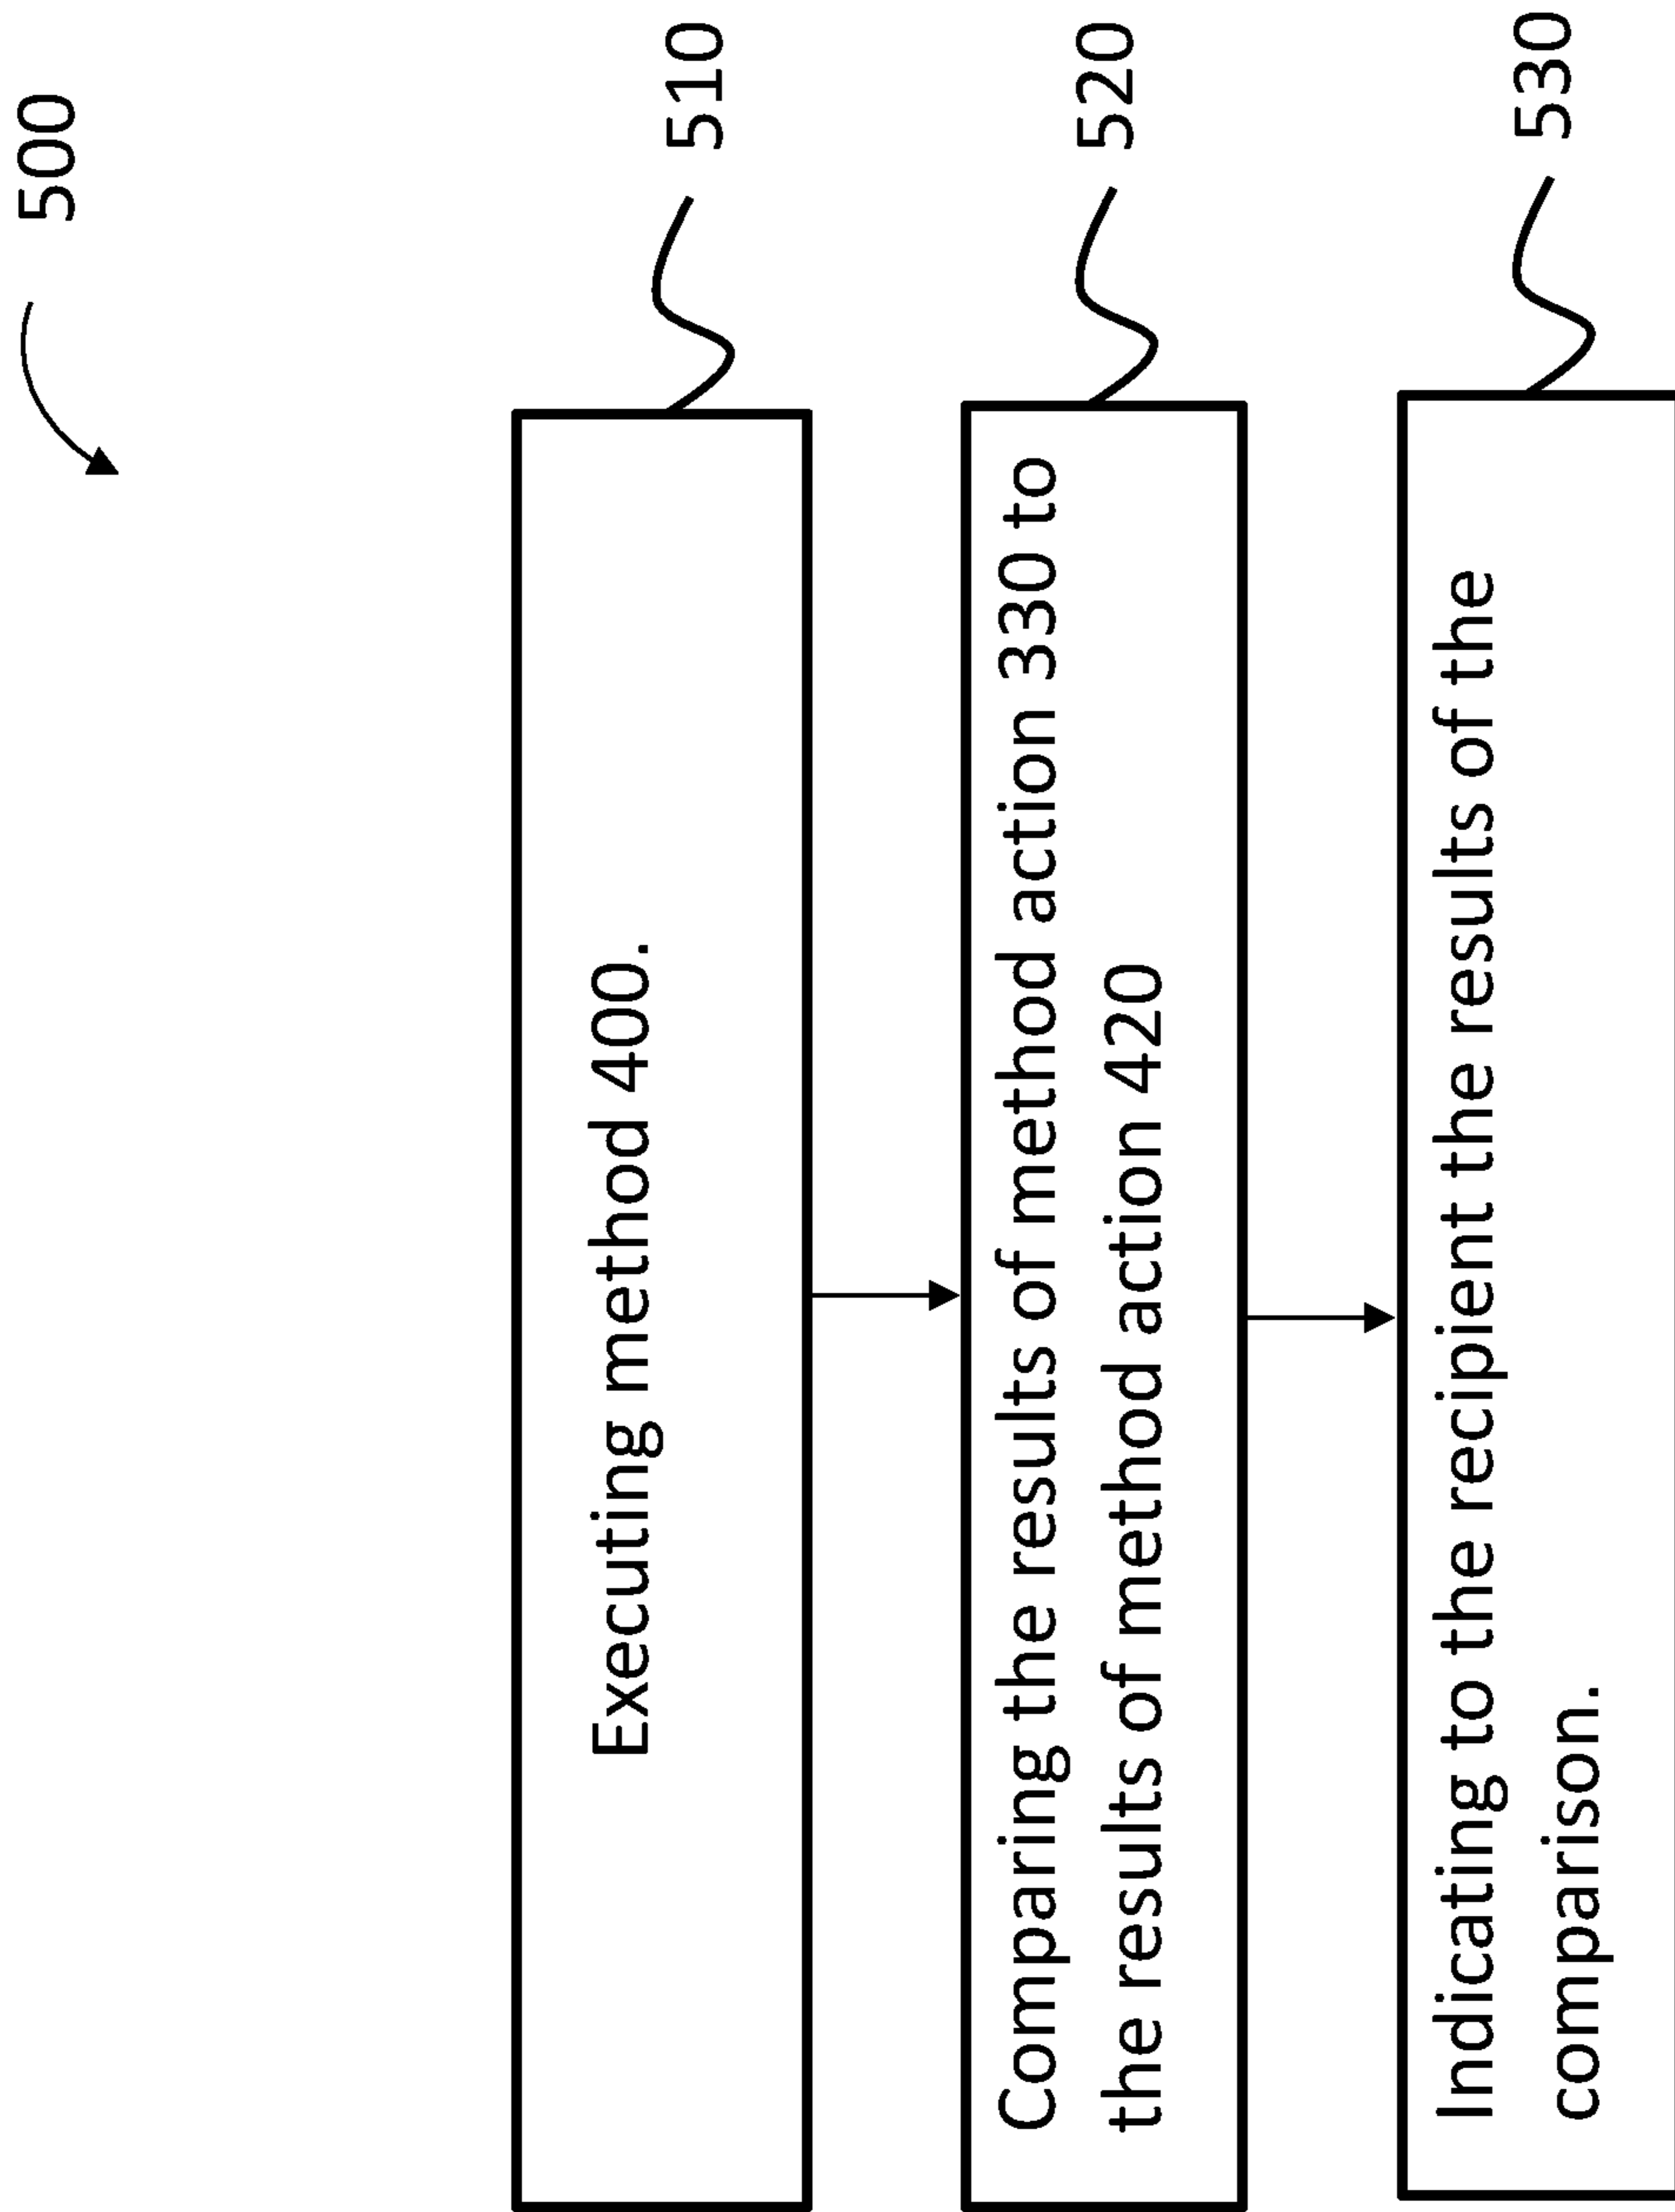 500
Executing method 400.
510
Comparing the results of method action 330 to
the results of method action 420
520
Indicating to the recipient the results of the
comparison.
530